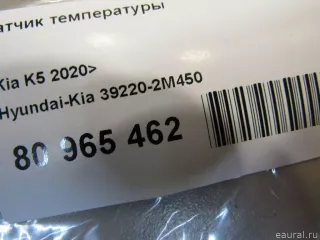 атчик температуры
Kia K5 2020>
Hyundai-Kia 39220-2M450
80 965 462
eaural.ru